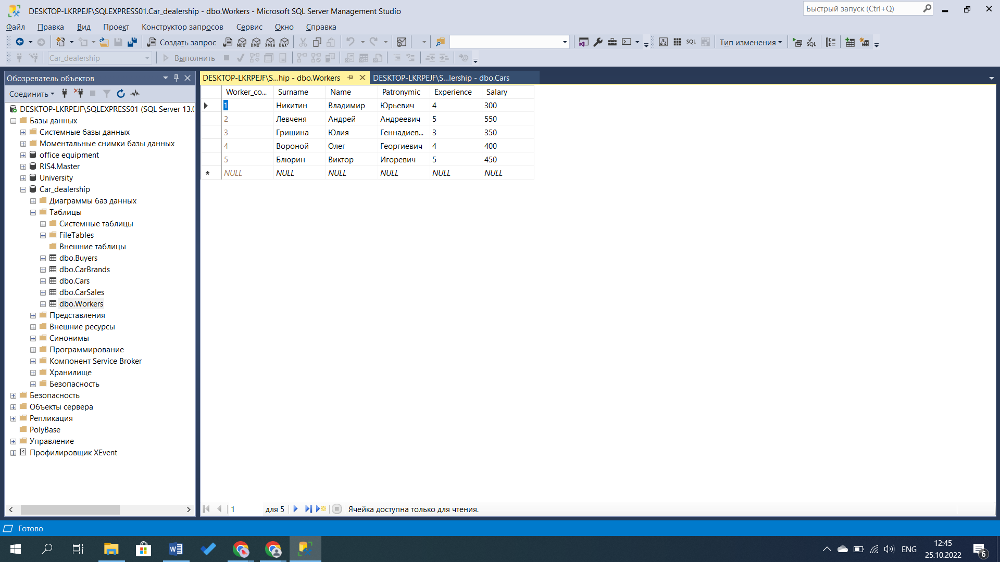 DESKTOP-LKRPEJF\SQLEXPRESS01.Car_dealership - dbo.Workers - Microsoft SQL Server Management Studio
Быстрый запуск (Ctrl+Q)
Файл Правка Вид Проект Конструктор запросов Сервис Окно Справка
Создать запрос MDX DMX XMLA DAX SQL Тип изменения SQL
Car_dealership Выполнить
Обозреватель объектов
DESKTOP-LKRPEJF\S...hip - dbo.Workers DESKTOP-LKRPEJF\S...lership - dbo.Cars
Соединить
DESKTOP-LKRPEJF\SQLEXPRESS01 (SQL Server 13.0
Базы данных
Системные базы данных
Моментальные снимки базы данных
office equipment
RIS4.Master
University
Car_dealership
Диаграммы баз данных
Таблицы
Системные таблицы
FileTables
Внешние таблицы
dbo.Buyers
dbo.CarBrands
dbo.Cars
dbo.CarSales
dbo.Workers
Представления
Внешние ресурсы
Синонимы
Программирование
Компонент Service Broker
Хранилище
Безопасность
Безопасность
Объекты сервера
Репликация
PolyBase
Управление
Профилировщик XEvent
Worker_co... Surname Name Patronymic Experience Salary
1 Никитин Владимир Юрьевич 4 300
2 Левченя Андрей Андреевич 5 550
3 Гришина Юлия Геннадиев... 3 350
4 Вороной Олег Георгиевич 4 400
5 Блюрин Виктор Игоревич 5 450
* NULL NULL NULL NULL NULL NULL
1 для 5 Ячейка доступна только для чтения.
Готово
ENG 12:45
25.10.2022
6